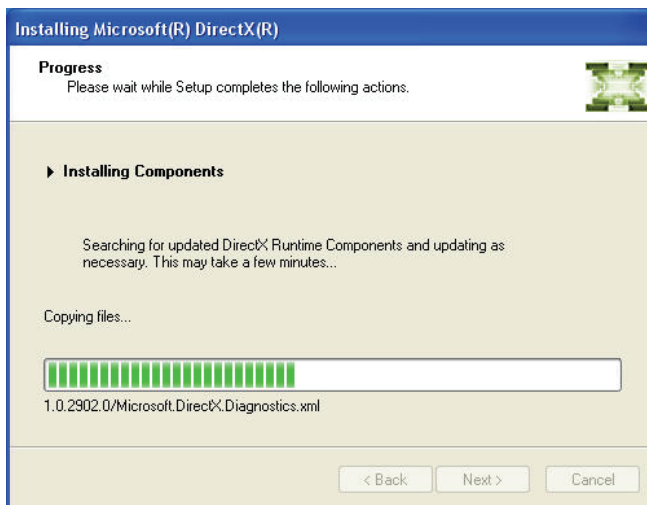 Installing Microsoft(R) DirectX(R)
Progress
Please wait while Setup completes the following actions.
Installing Components
Searching for updated DirectX Runtime Components and updating as
necessary. This may take a few minutes...
Copying files...
1.0.2902.0/Microsoft.DirectX.Diagnostics.xml
< Back Next > Cancel